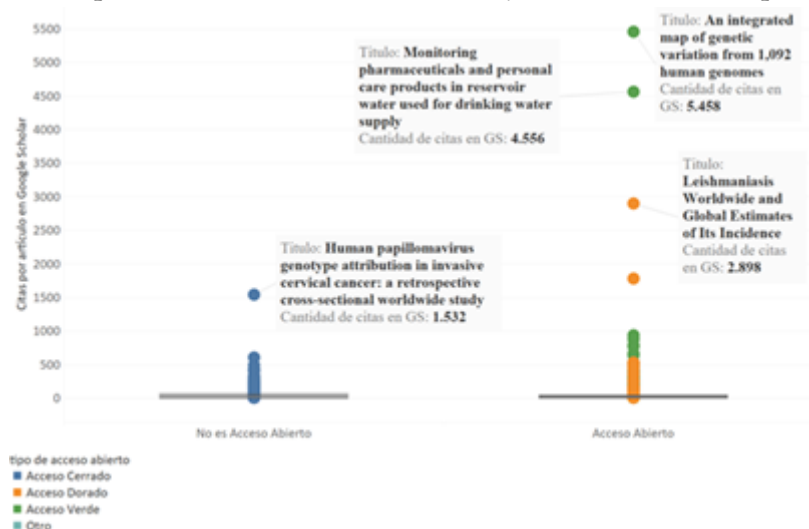 5500
5000
4500
4000
3500
3000
2500
2000
1500
1000
500
0
Citas por artículo en Google Scholar
Titulo: An integrated
map of genetic
variation from 1,092
human genomes
Cantidad de citas en
GS: 5.458
Titulo: Monitoring
pharmaceuticals and personal
care products in reservoir
water used for drinking water
supply
Cantidad de citas en GS: 4.556
Titulo:
Leishmaniasis
Worldwide and
Global Estimates
of Its Incidence
Cantidad de citas
en GS: 2.898
Titulo: Human papillomavirus
genotype attribution in invasive
cervical cancer: a retrospective
cross-sectional worldwide study
Cantidad de citas en GS: 1.532
No es Acceso Abierto
Acceso Abierto
tipo de acceso abierto
Acceso Cerrado
Acceso Dorado
Acceso Verde
Otro